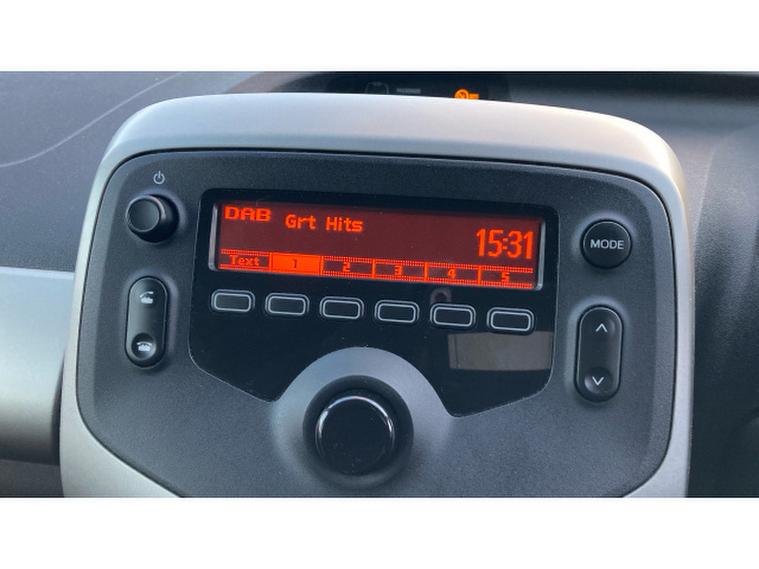 DAB Grt Hits
15:31
Text 1 2 3 4 5
MODE